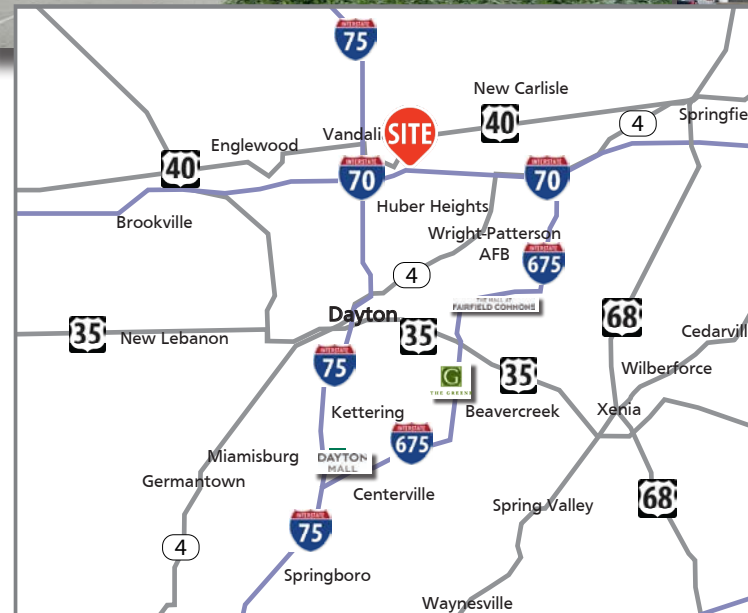 INTERSTATE
75
New Carlisle
Vandali
SITE
40
4
Springfie
Englewood
40
INTERSTATE
70
INTERSTATE
70
Huber Heights
Brookville
Wright-Patterson
AFB
INTERSTATE
675
4
THE MALL AT
FAIRFIELD COMMONS
Dayton
35
New Lebanon
35
68
Cedarvill
INTERSTATE
75
G
THE GREENE
35
Wilberforce
Kettering
Beavercreek
Xenia
INTERSTATE
675
Miamisburg
DAYTON
MALL
Germantown
Centerville
68
Spring Valley
INTERSTATE
75
4
Springboro
Waynesville